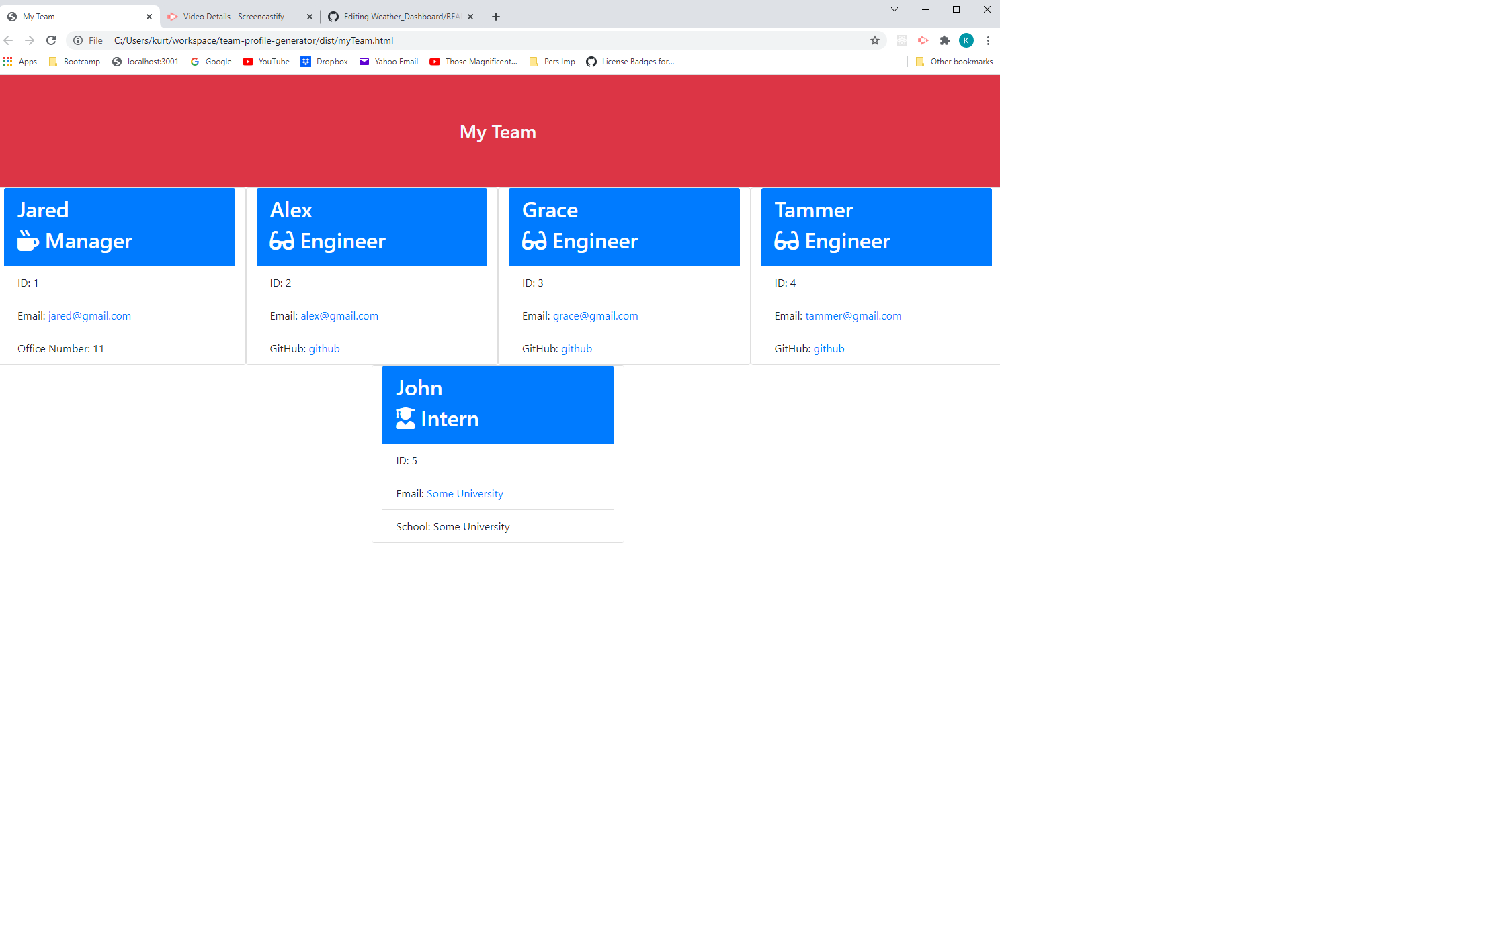 My Team
Video Details - Screencastify
Editing Weather_Dashboard/REA
File C:/Users/kurt/workspace/team-profile-generator/dist/myTeam.html
K
Apps Bootcamp localhost:3001 Google YouTube Dropbox Yahoo Email Those Magnificent... Pers Imp License Badges for... Other bookmarks
My Team
Jared
Manager
ID: 1
Email: jared@gmail.com
Office Number: 11
Alex
Engineer
ID: 2
Email: alex@gmail.com
GitHub: github
Grace
Engineer
ID: 3
Email: grace@gmail.com
GitHub: github
Tammer
Engineer
ID: 4
Email: tammer@gmail.com
GitHub: github
John
Intern
ID: 5
Email: Some University
School: Some University